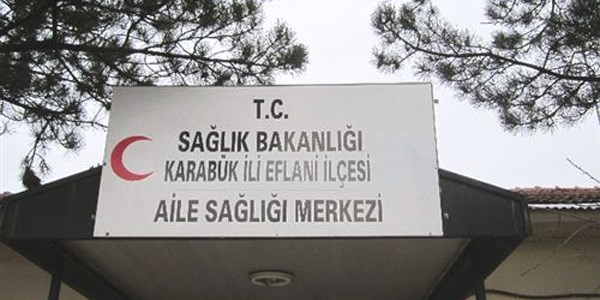 T.C.
SAĞLIK BAKANLIĞI
KARABÜK İLİ EFLANİ İLÇESİ
AİLE SAĞLIĞI MERKEZİ